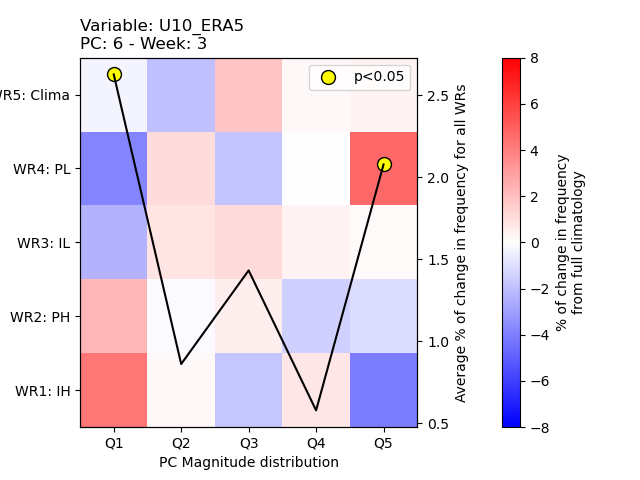 Variable: U10_ERA5
PC: 6 - Week: 3
p<0.05
WR5: Clima
WR4: PL
WR3: IL
WR2: PH
WR1: IH
Q1 Q2 Q3 Q4 Q5
PC Magnitude distribution
2.5
2.0
1.5
1.0
0.5
Average % of change in frequency for all WRs
8
6
4
2
0
−2
−4
−6
−8
% of change in frequency
from full climatology